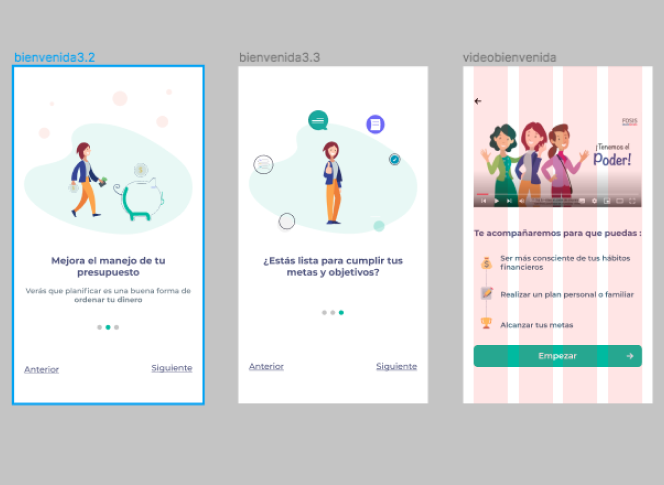 bienvenida3.2
Mejora el manejo de tu
presupuesto
Verás que planificar es una buena forma de
ordenar tu dinero
Anterior
Siguiente
bienvenida3.3
¿Estás lista para cumplir tus
metas y objetivos?
Anterior
Siguiente
videobienvenida
FOSIS
¡Tenemos el
Poder!
Te acompañaremos para que puedas :
Ser más consciente de tus hábitos
financieros
Realizar un plan personal o familiar
Alcanzar tus metas
Empezar